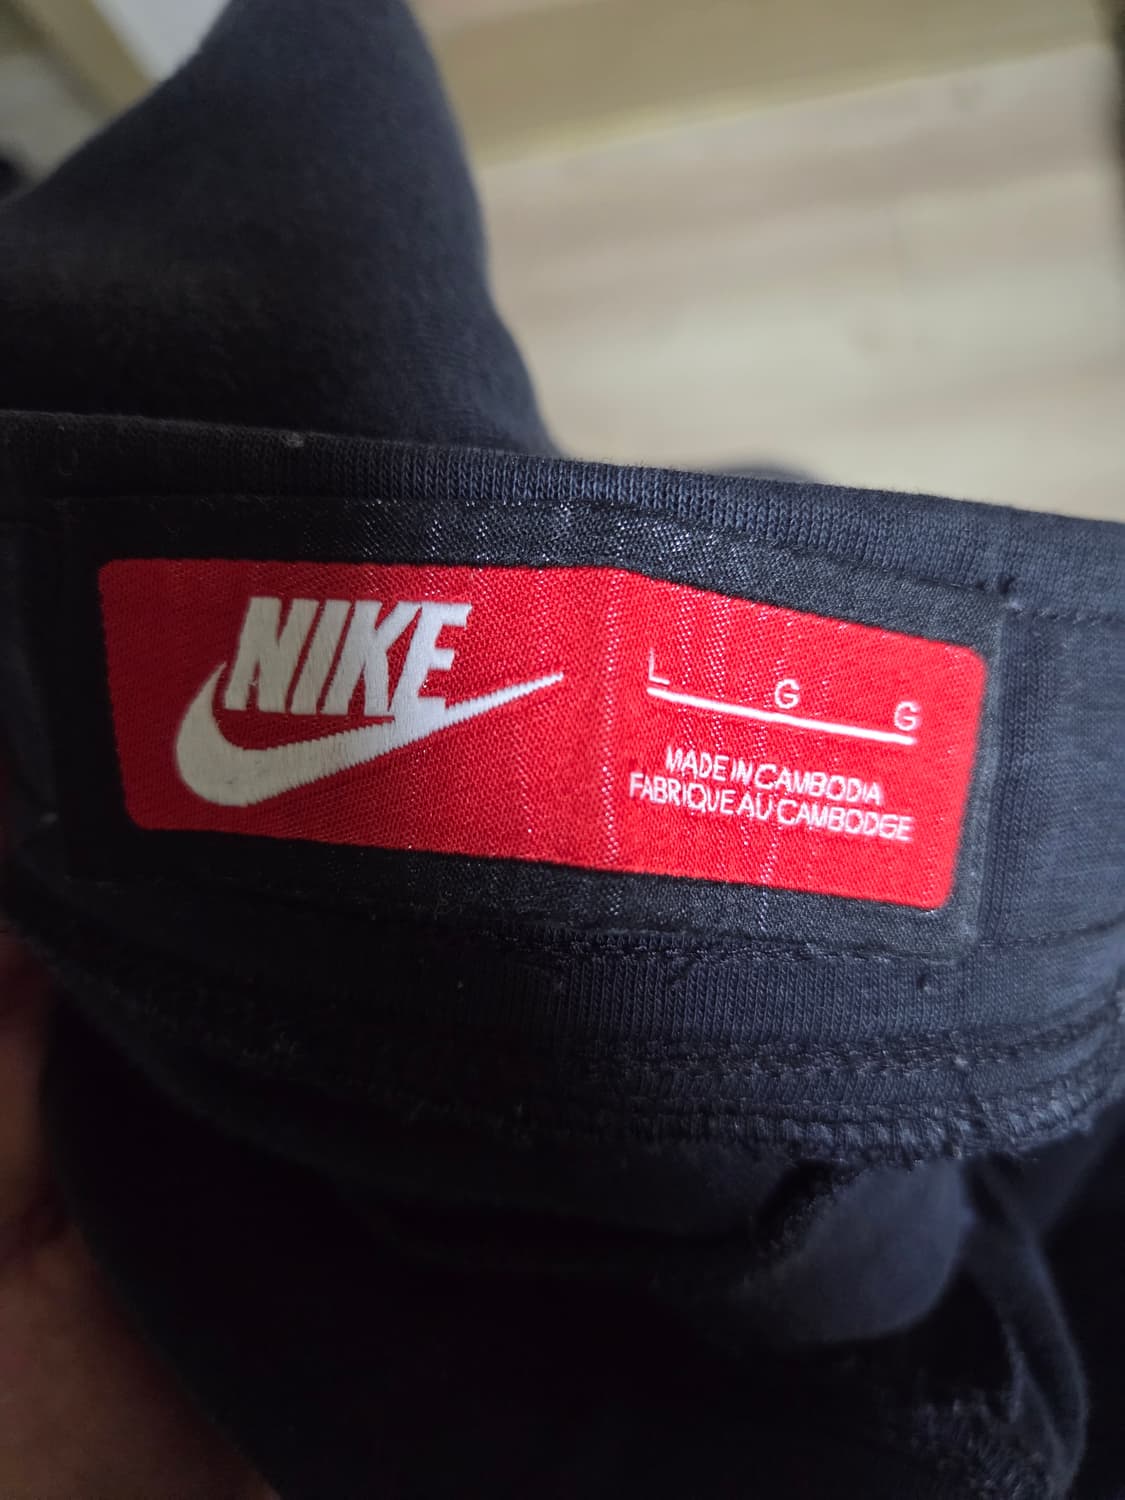 NIKE
L G G
MADE IN CAMBODIA
FABRIQUE AU CAMBODGE